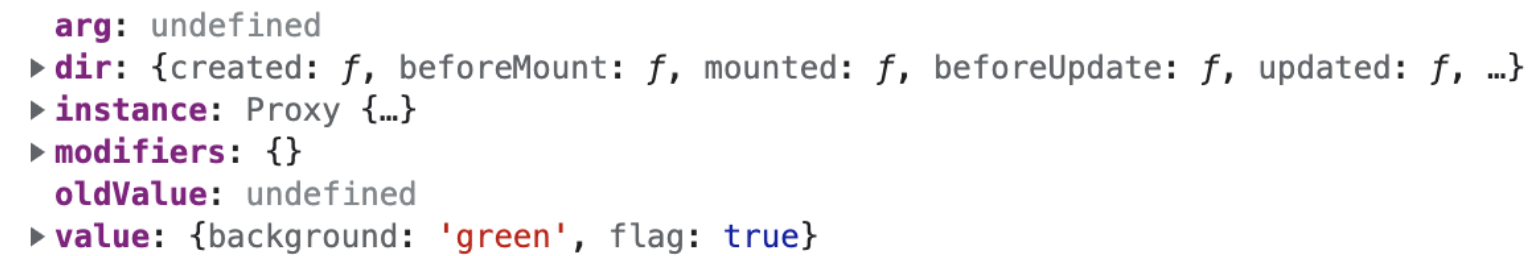 arg: undefined
▶dir: {created: ƒ, beforeMount: ƒ, mounted: ƒ, beforeUpdate: ƒ, updated: ƒ, …}
▶instance: Proxy {…}
▶modifiers: {}
oldValue: undefined
▶value: {background: 'green', flag: true}